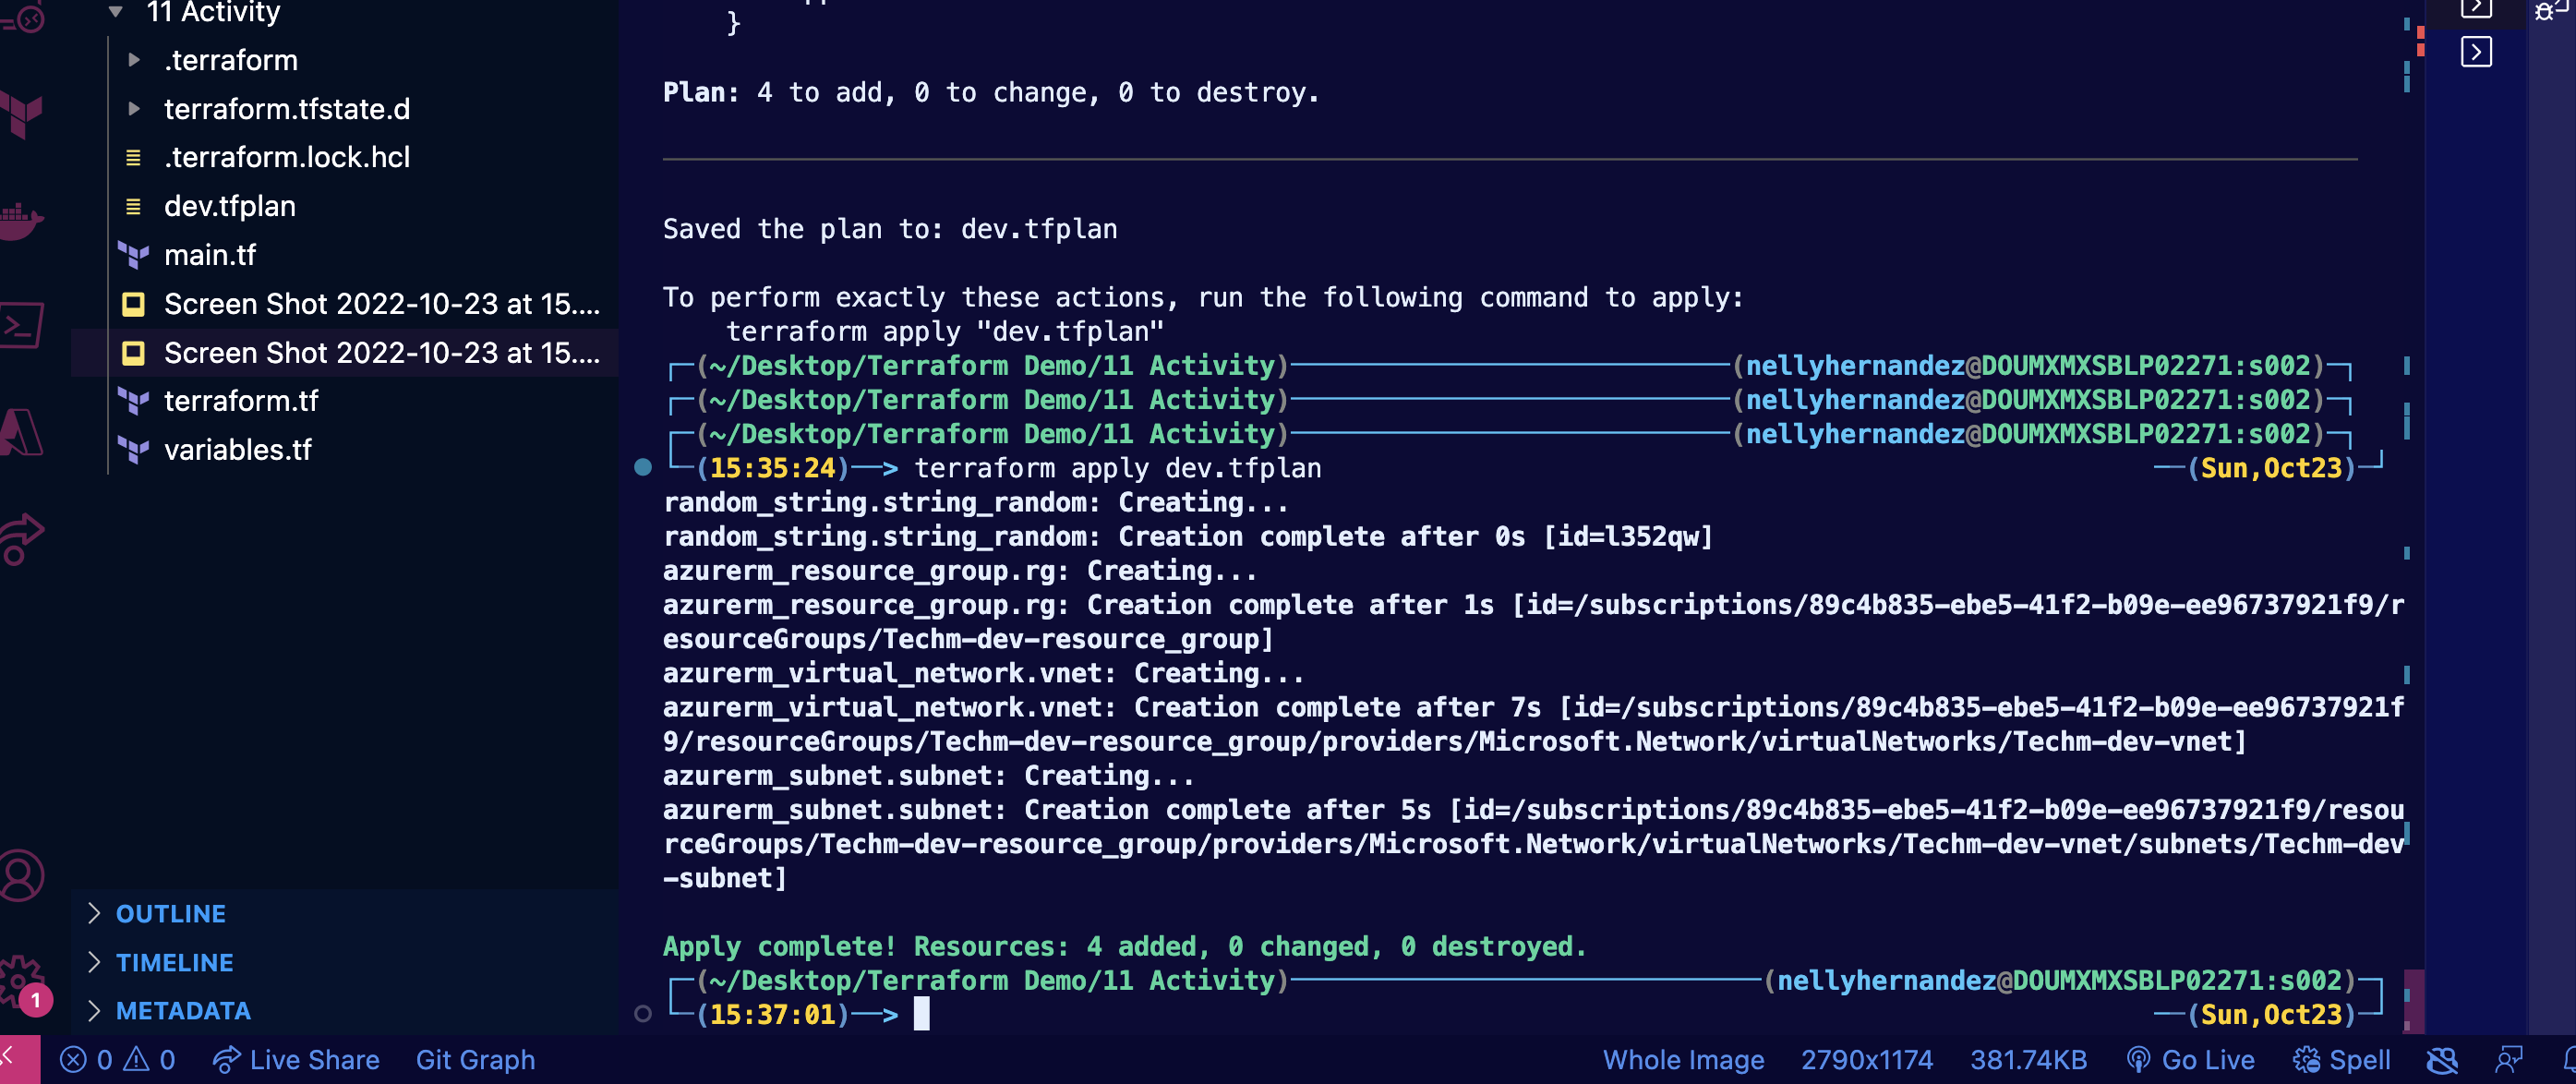 11 Activity
.terraform
terraform.tfstate.d
.terraform.lock.hcl
dev.tfplan
main.tf
Screen Shot 2022-10-23 at 15....
Screen Shot 2022-10-23 at 15....
terraform.tf
variables.tf
OUTLINE
TIMELINE
METADATA
1
}
Plan: 4 to add, 0 to change, 0 to destroy.
Saved the plan to: dev.tfplan
To perform exactly these actions, run the following command to apply:
terraform apply "dev.tfplan"
(~/Desktop/Terraform Demo/11 Activity) (nellyhernandez@DOUMXMXSBLP02271:s002)
(~/Desktop/Terraform Demo/11 Activity) (nellyhernandez@DOUMXMXSBLP02271:s002)
(~/Desktop/Terraform Demo/11 Activity) (nellyhernandez@DOUMXMXSBLP02271:s002)
(15:35:24)—> terraform apply dev.tfplan (Sun,Oct23)
random_string.string_random: Creating...
random_string.string_random: Creation complete after 0s [id=l352qw]
azurerm_resource_group.rg: Creating...
azurerm_resource_group.rg: Creation complete after 1s [id=/subscriptions/89c4b835-ebe5-41f2-b09e-ee96737921f9/r
esourceGroups/Techm-dev-resource_group]
azurerm_virtual_network.vnet: Creating...
azurerm_virtual_network.vnet: Creation complete after 7s [id=/subscriptions/89c4b835-ebe5-41f2-b09e-ee96737921f
9/resourceGroups/Techm-dev-resource_group/providers/Microsoft.Network/virtualNetworks/Techm-dev-vnet]
azurerm_subnet.subnet: Creating...
azurerm_subnet.subnet: Creation complete after 5s [id=/subscriptions/89c4b835-ebe5-41f2-b09e-ee96737921f9/resou
rceGroups/Techm-dev-resource_group/providers/Microsoft.Network/virtualNetworks/Techm-dev-vnet/subnets/Techm-dev
-subnet]
Apply complete! Resources: 4 added, 0 changed, 0 destroyed.
(~/Desktop/Terraform Demo/11 Activity) (nellyhernandez@DOUMXMXSBLP02271:s002)
(15:37:01)—> (Sun,Oct23)
0 0 Live Share Git Graph Whole Image 2790x1174 381.74KB Go Live Spell